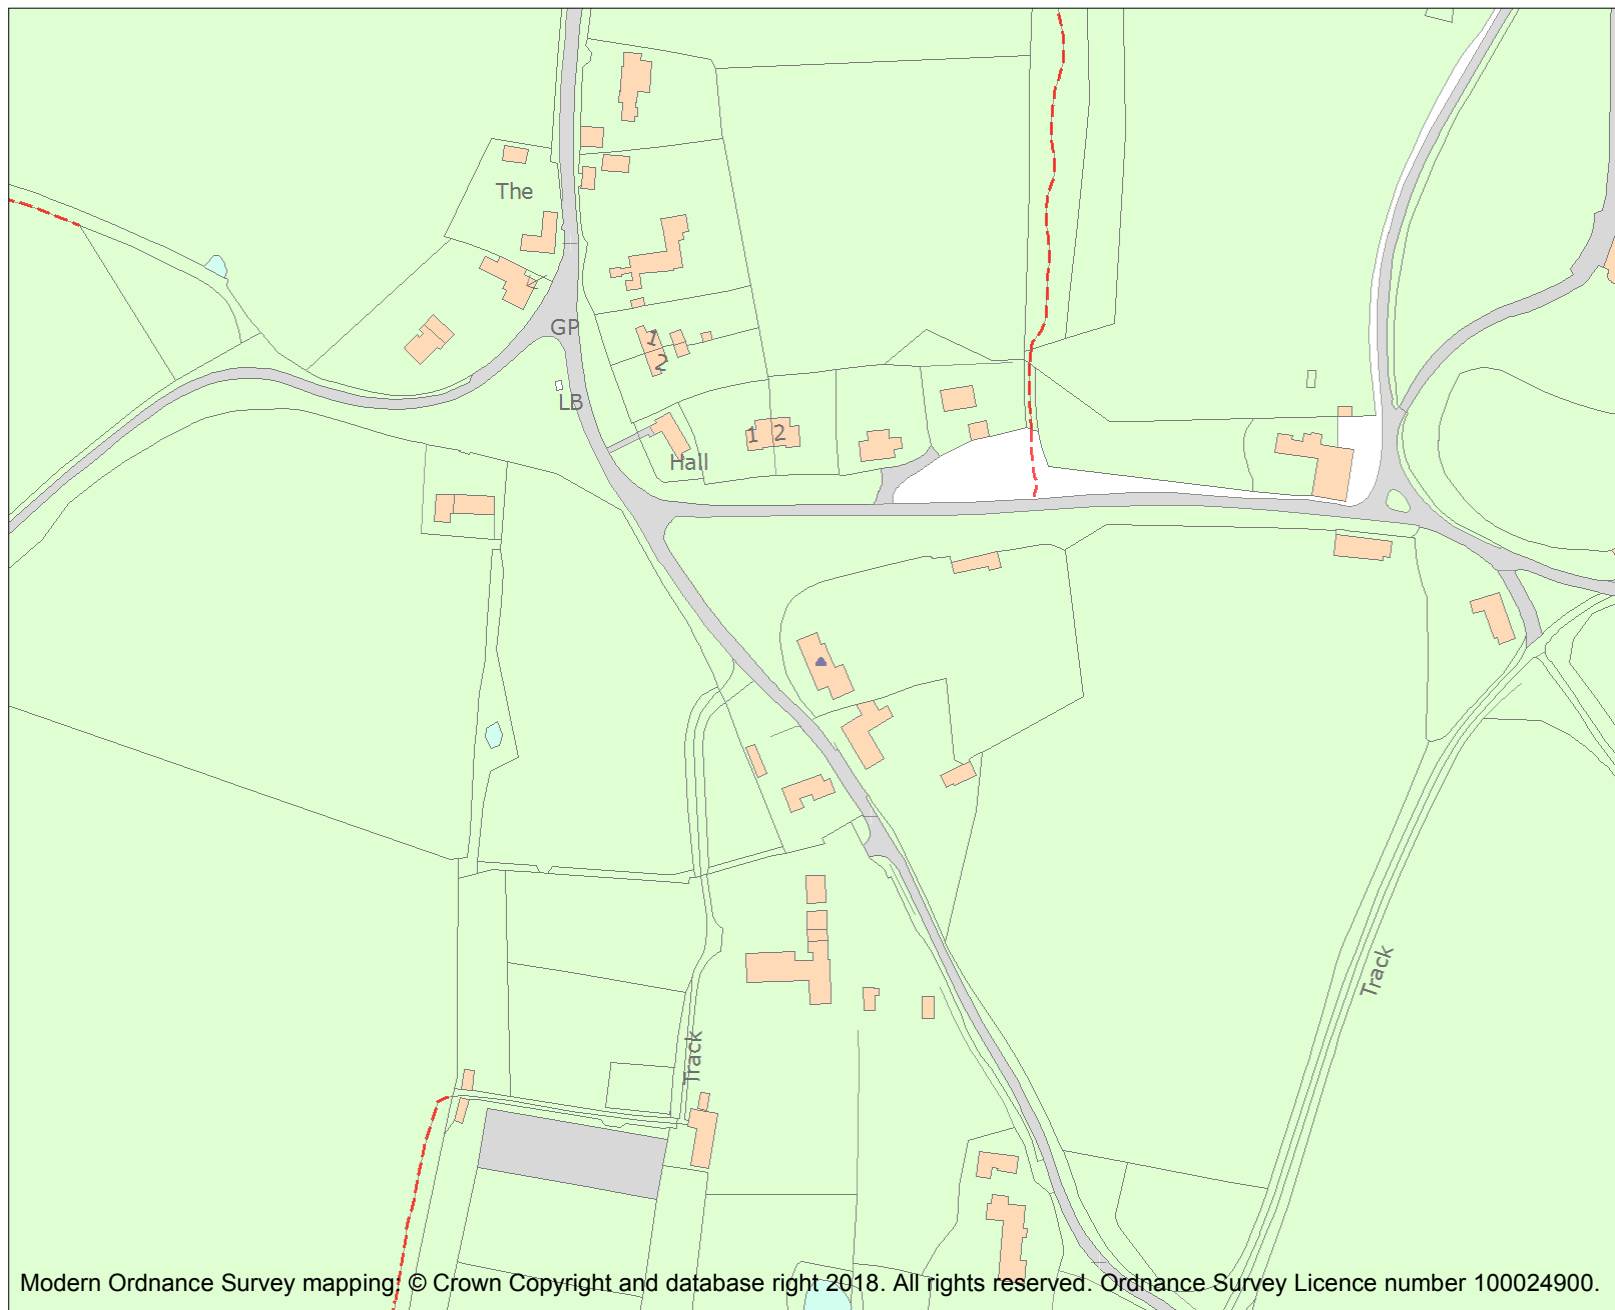 The
GP
1
2
LB
1 2
Hall
Track
Track
Modern Ordnance Survey mapping: © Crown Copyright and database right 2018. All rights reserved. Ordnance Survey Licence number 100024900.